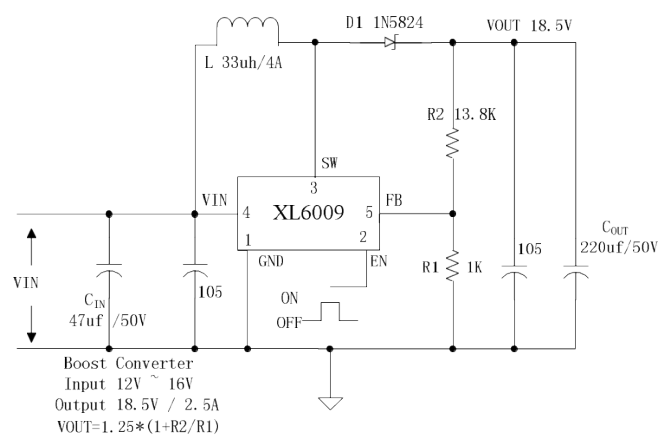 D1 1N5824
VOUT 18.5V
L 33uh/4A
R2 13.8K
SW
3
VIN
FB
4
XL6009
5
1
2
GND
EN
VIN
C_IN
47uf /50V
105
ON
OFF
R1
1K
105
C_OUT
220uf/50V
Boost Converter
Input 12V ~ 16V
Output 18.5V / 2.5A
VOUT=1.25*(1+R2/R1)